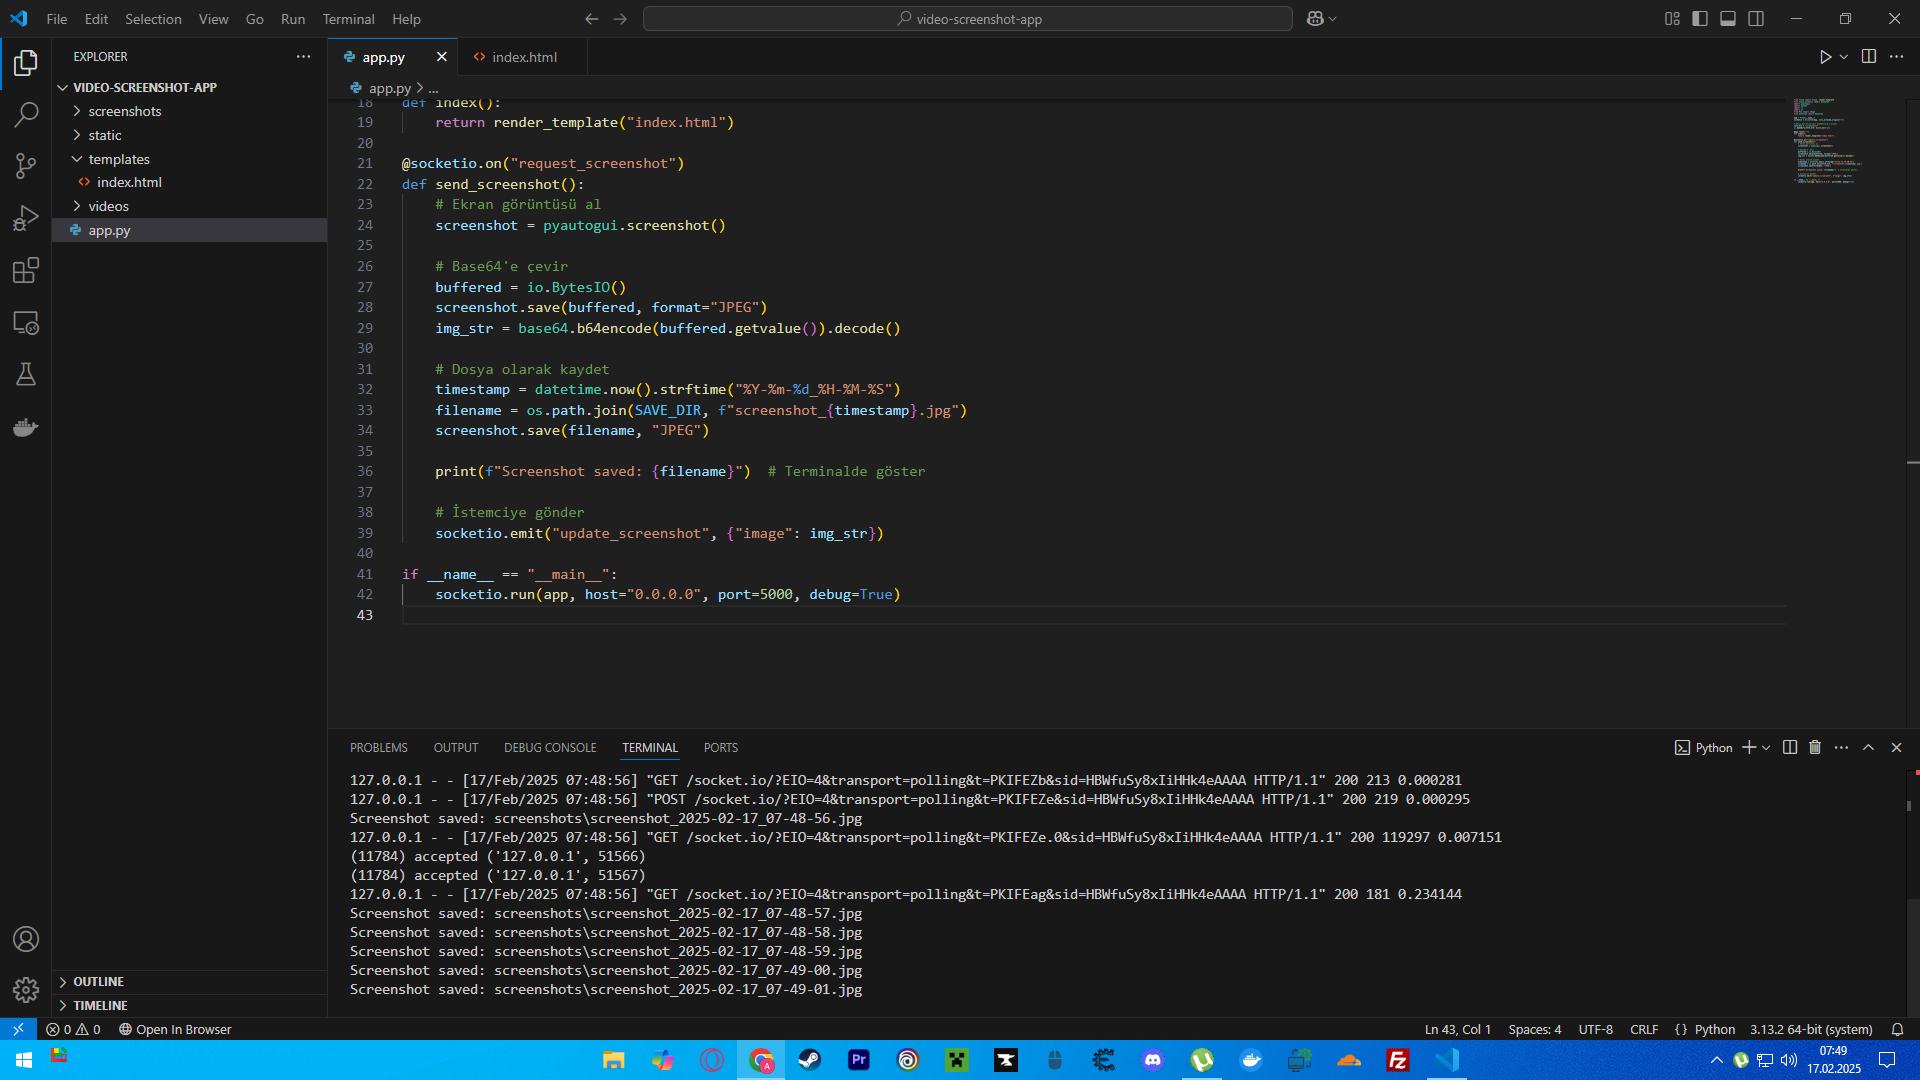 File Edit Selection View Go Run Terminal Help
video-screenshot-app
EXPLORER
VIDEO-SCREENSHOT-APP
screenshots
static
templates
index.html
videos
app.py
OUTLINE
TIMELINE
app.py
index.html
app.py > ...
18 def index():
19 return render_template("index.html")
20
21 @socketio.on("request_screenshot")
22 def send_screenshot():
23 # Ekran görüntüsü al
24 screenshot = pyautogui.screenshot()
25
26 # Base64'e çevir
27 buffered = io.BytesIO()
28 screenshot.save(buffered, format="JPEG")
29 img_str = base64.b64encode(buffered.getvalue()).decode()
30
31 # Dosya olarak kaydet
32 timestamp = datetime.now().strftime("%Y-%m-%d_%H-%M-%S")
33 filename = os.path.join(SAVE_DIR, f"screenshot_{timestamp}.jpg")
34 screenshot.save(filename, "JPEG")
35
36 print(f"Screenshot saved: {filename}")  # Terminalde göster
37
38 # İstemciye gönder
39 socketio.emit("update_screenshot", {"image": img_str})
40
41 if __name__ == "__main__":
42 socketio.run(app, host="0.0.0.0", port=5000, debug=True)
43
PROBLEMS OUTPUT DEBUG CONSOLE TERMINAL PORTS
Python
127.0.0.1 - - [17/Feb/2025 07:48:56] "GET /socket.io/?EIO=4&transport=polling&t=PKIFEZb&sid=HBWfuSy8xIiHHk4eAAAA HTTP/1.1" 200 213 0.000281
127.0.0.1 - - [17/Feb/2025 07:48:56] "POST /socket.io/?EIO=4&transport=polling&t=PKIFEZe&sid=HBWfuSy8xIiHHk4eAAAA HTTP/1.1" 200 219 0.000295
Screenshot saved: screenshots\screenshot_2025-02-17_07-48-56.jpg
127.0.0.1 - - [17/Feb/2025 07:48:56] "GET /socket.io/?EIO=4&transport=polling&t=PKIFEZe.0&sid=HBWfuSy8xIiHHk4eAAAA HTTP/1.1" 200 119297 0.007151
(11784) accepted ('127.0.0.1', 51566)
(11784) accepted ('127.0.0.1', 51567)
127.0.0.1 - - [17/Feb/2025 07:48:56] "GET /socket.io/?EIO=4&transport=polling&t=PKIFEag&sid=HBWfuSy8xIiHHk4eAAAA HTTP/1.1" 200 181 0.234144
Screenshot saved: screenshots\screenshot_2025-02-17_07-48-57.jpg
Screenshot saved: screenshots\screenshot_2025-02-17_07-48-58.jpg
Screenshot saved: screenshots\screenshot_2025-02-17_07-48-59.jpg
Screenshot saved: screenshots\screenshot_2025-02-17_07-49-00.jpg
Screenshot saved: screenshots\screenshot_2025-02-17_07-49-01.jpg
0 0 Open In Browser
Ln 43, Col 1 Spaces: 4 UTF-8 CRLF {} Python 3.13.2 64-bit (system)
A
Pr
Fz
07:49
17.02.2025